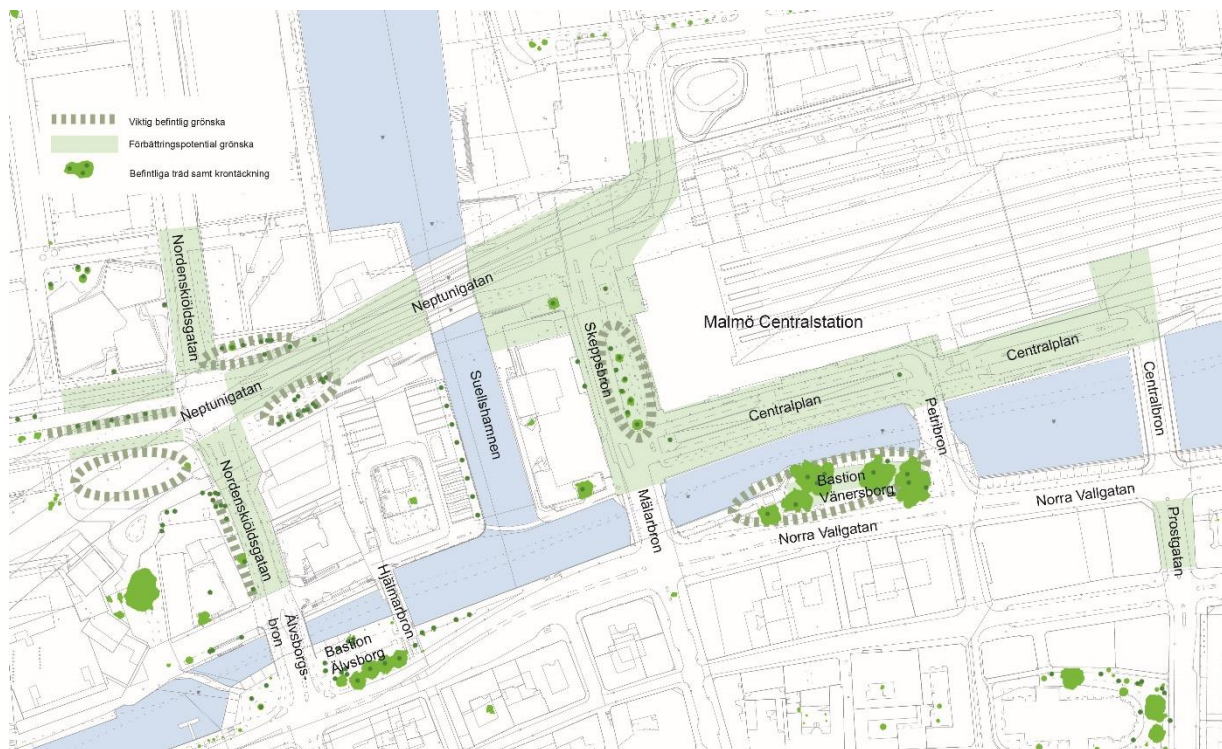 Viktig befintlig grönska
Förbättringspotential grönska
Befintliga träd samt krontäckning
Nordenskiöldsgatan
Neptunigatan
Neptunigatan
Nordenskiöldsgatan
Suellshamnen
Skeppsbron
Malmö Centralstation
Centralplan
Centralplan
Petribron
Centralbron
Bastion
Vänersborg
Norra Vallgatan
Norra Vallgatan
Mälarbron
Prostgatan
Hjälmarbron
Älvsborgs-
bron
Bastion
Älvsborg